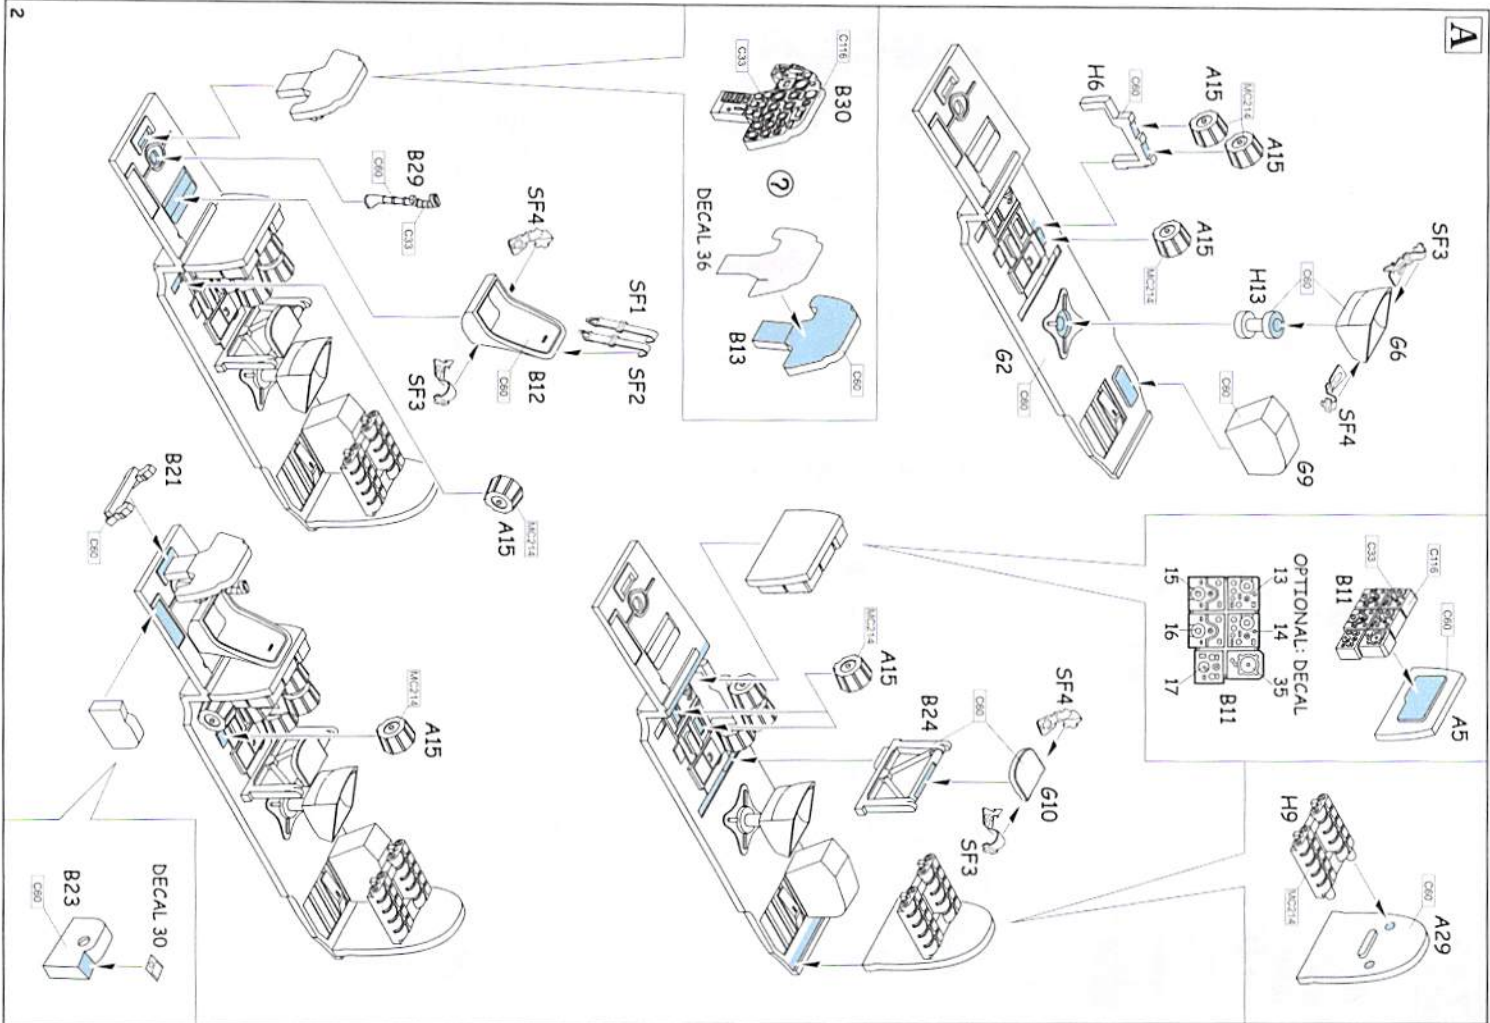 A
A15
MC214
A15
C60
H6
A15
MC214
SF3
C60
H13
G6
SF4
G2
C60
C60
G9
C116
C33
B11
C60
A5
OPTIONAL: DECAL
13
14
35
15
16
17
B11
H9
MC214
C60
A29
A15
MC214
B24
C60
SF4
G10
SF3
C116
C33
B30
?
DECAL 36
B13
C60
B29
C60
C33
SF4
SF1
SF2
SF3
B12
C60
A15
MC214
B21
C60
A15
MC214
DECAL 30
B23
C60
2